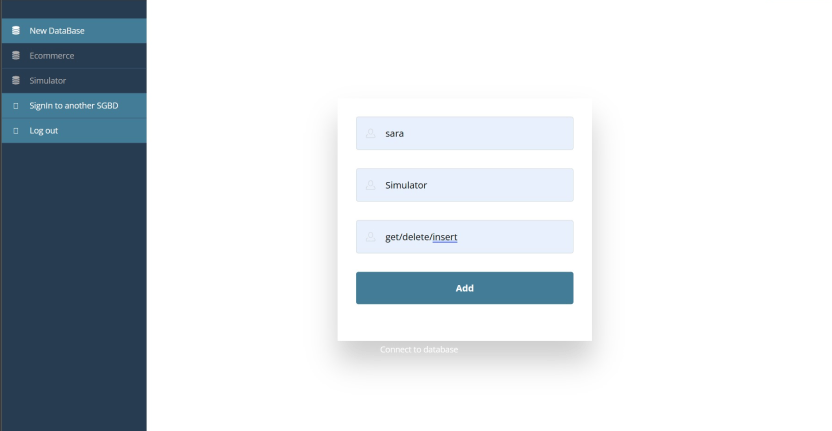 New DataBase
Ecommerce
Simulator
SignIn to another SGBD
Log out
sara
Simulator
get/delete/insert
Add
Connect to database